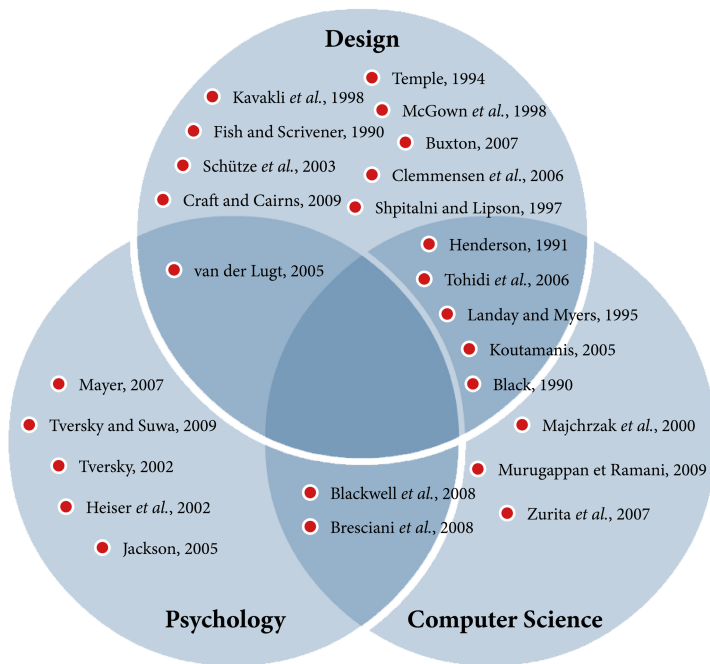 Design
Temple, 1994
Kavakli et al., 1998
McGown et al., 1998
Fish and Scrivener, 1990
Buxton, 2007
Schütze et al., 2003
Clemmensen et al., 2006
Craft and Cairns, 2009
Shpitalni and Lipson, 1997
Henderson, 1991
van der Lugt, 2005
Tohidi et al., 2006
Landay and Myers, 1995
Koutamanis, 2005
Mayer, 2007
Black, 1990
Tversky and Suwa, 2009
Majchrzak et al., 2000
Tversky, 2002
Murugappan et Ramani, 2009
Blackwell et al., 2008
Heiser et al., 2002
Zurita et al., 2007
Bresciani et al., 2008
Jackson, 2005
Psychology
Computer Science